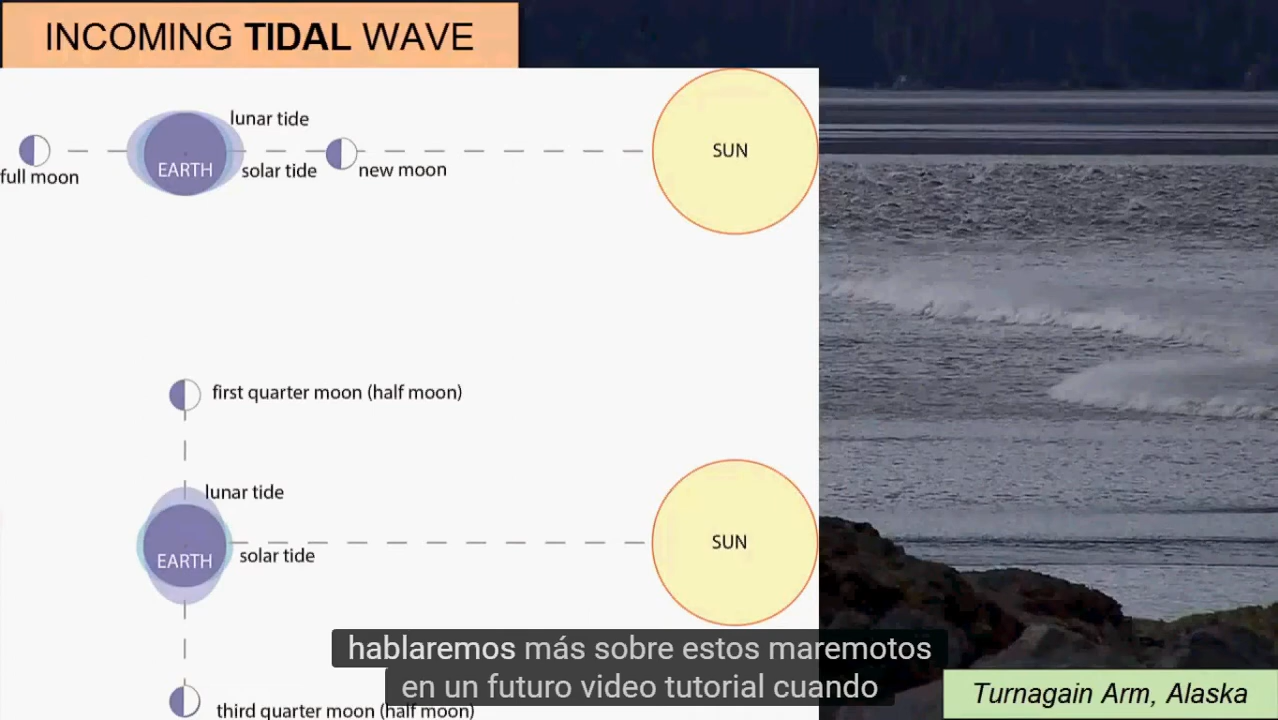 INCOMING TIDAL WAVE
lunar tide
EARTH
SUN
full moon
solar tide
new moon
first quarter moon (half moon)
lunar tide
EARTH
solar tide
SUN
hablaremos más sobre estos maremotos
en un futuro video tutorial cuando
third quarter moon (half moon)
Turnagain Arm, Alaska